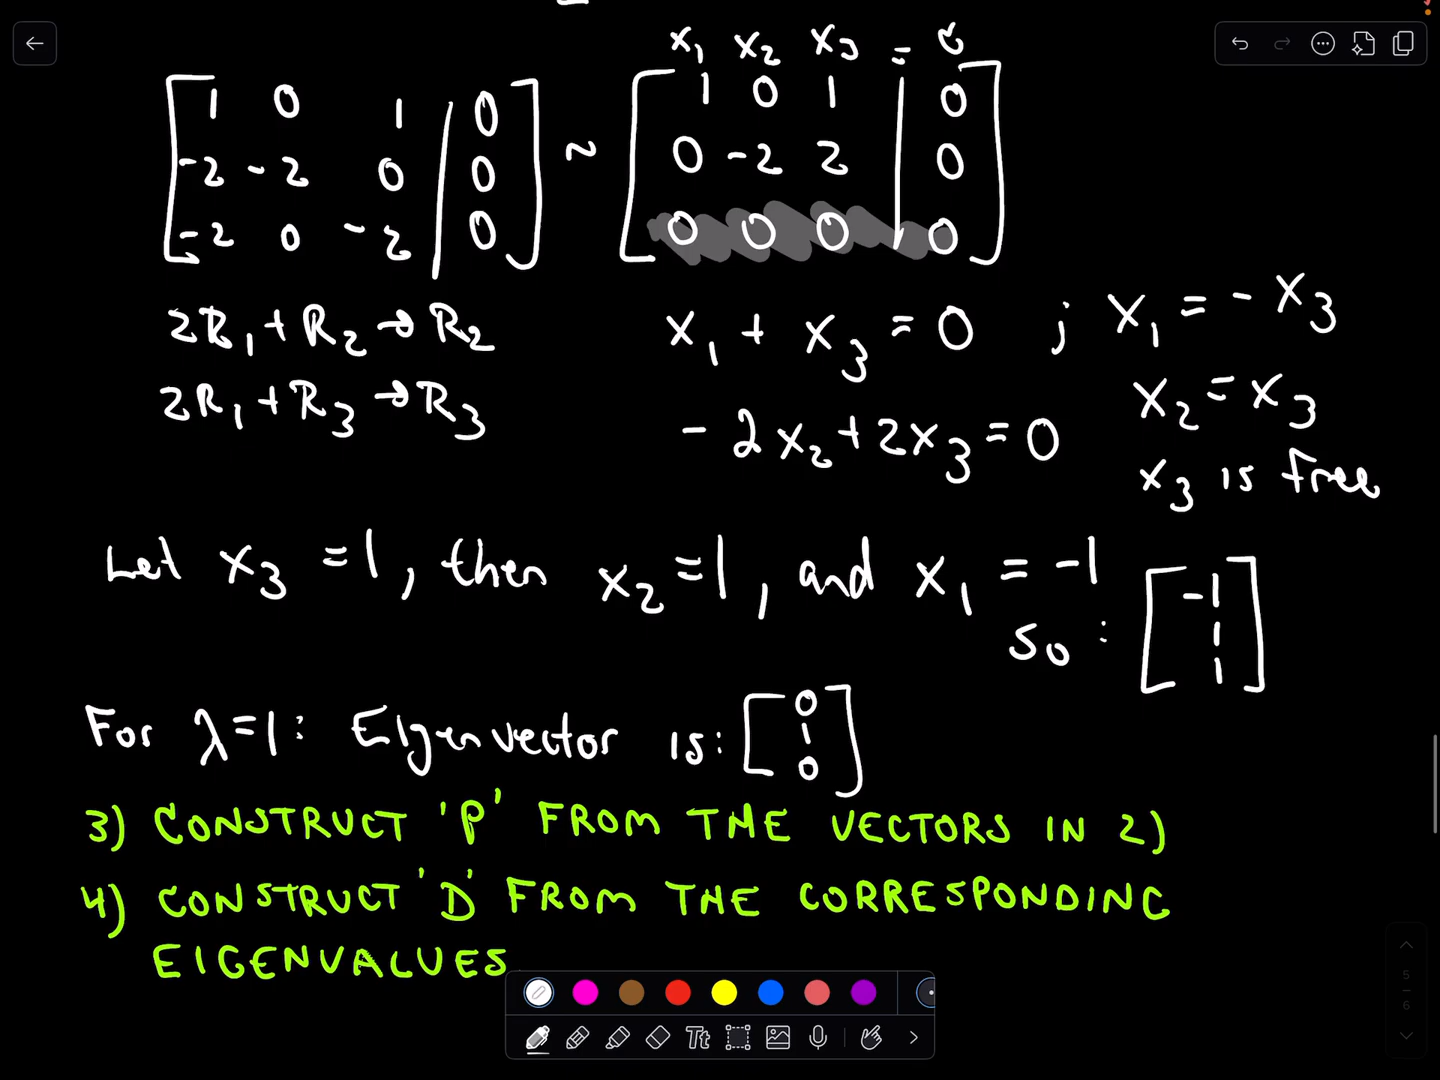 x₁ x₂ x₃ = 0
[ 1 0 1 | 0 ] ~ [ 1 0 1 | 0 ]
[ -2 -2 0 | 0 ] [ 0 -2 2 | 0 ]
[ -2 0 -2 | 0 ] [ 0 0 0 | 0 ]
2R₁ + R₂ → R₂
2R₁ + R₃ → R₃
x₁ + x₃ = 0 ; x₁ = - x₃
- 2x₂ + 2x₃ = 0
x₂ = x₃
x₃ is free
Let x₃ = 1, then x₂ = 1, and x₁ = -1
so : [ -1 1 1 ]
For λ = 1 : Eigenvector is : [ 0 1 0 ]
3) CONSTRUCT 'P' FROM THE VECTORS IN 2)
4) CONSTRUCT 'D' FROM THE CORRESPONDING
EIGENVALUES
Tt
5
-
6